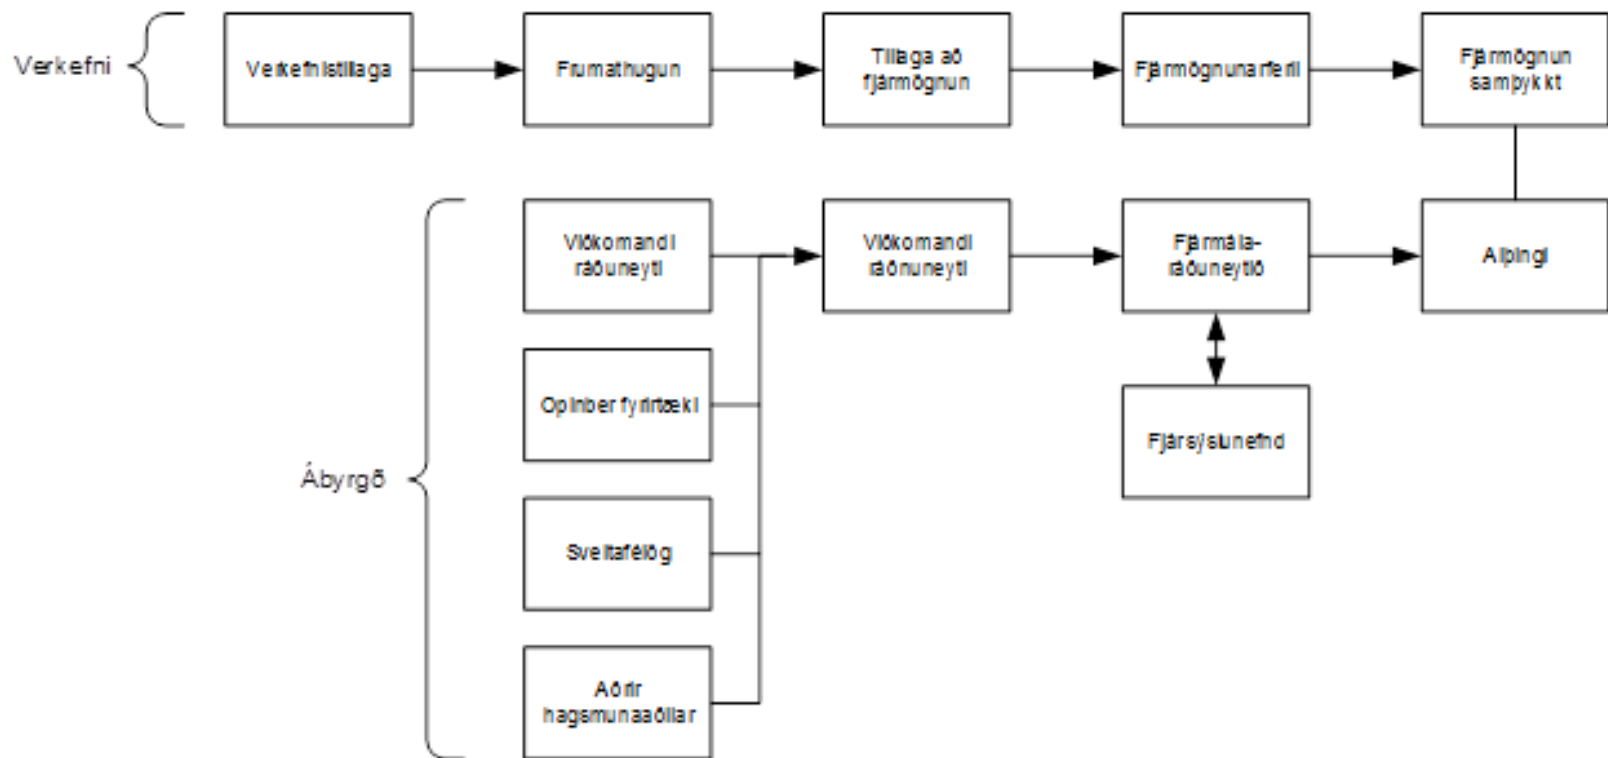 Verkefni
Verkefnistillaga
Frumathugun
Tillaga að
fjármögnun
Fjármögnunarferli
Fjármögnun
samþykkt
Ábyrgð
Viðkomandi
ráðuneyti
Viðkomandi
ráðnuneyti
Fjármála-
ráðuneytið
Alþingi
Opinber fyrirtæki
Fjársýslunefnd
Sveitafélög
Aðrir
hagsmunaaðilar